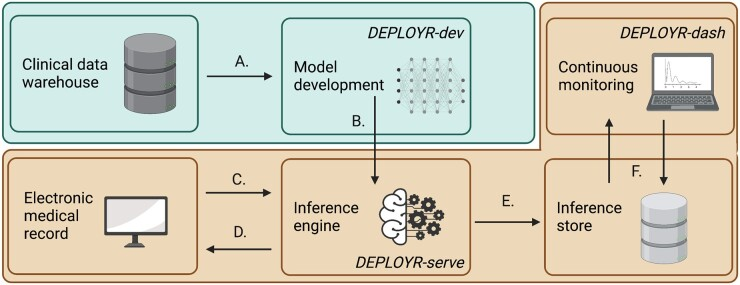 DEPLOYR-dev
DEPLOYR-dash
Clinical data
warehouse
A.
Model
development
Continuous
monitoring
B.
Electronic
medical
record
C.
D.
Inference
engine
DEPLOYR-serve
E.
F.
Inference
store